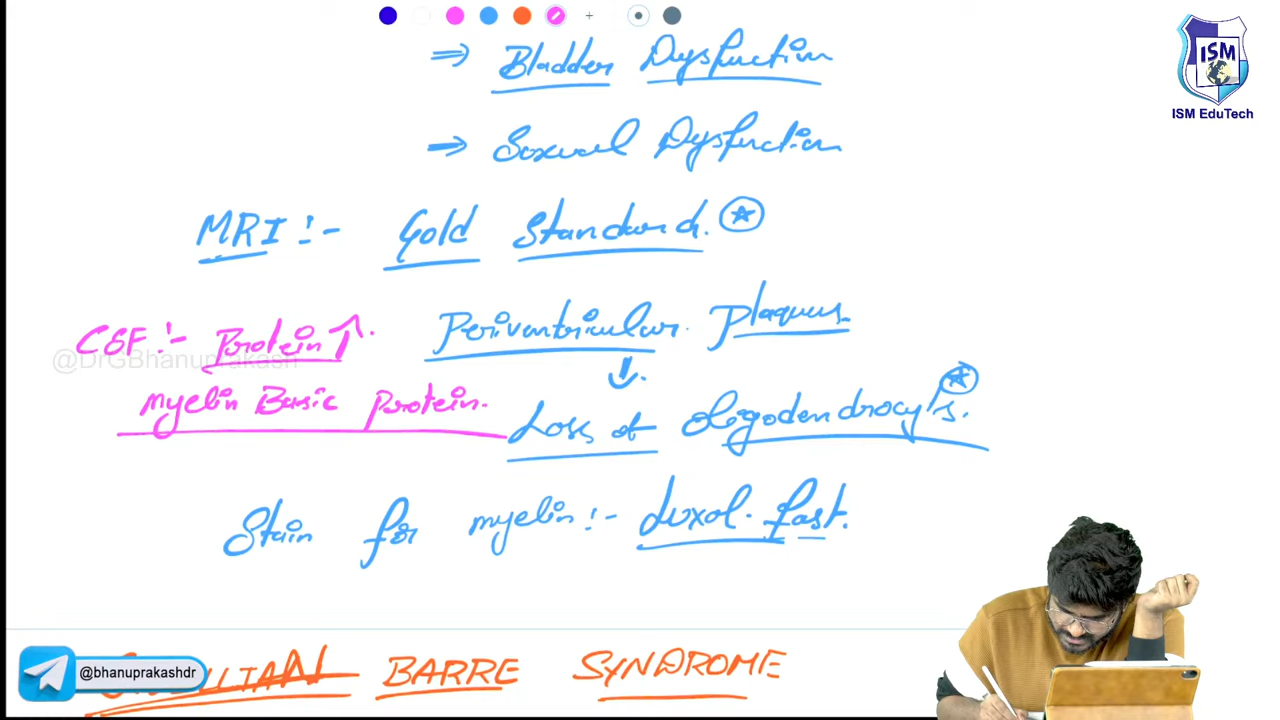 ISM
ISM EduTech
⇒ Bladder Dysfunction
→ Sexual Dysfunction
MRI :- Gold Standard.
CSF :- Protein ↑.
Periventricular Plaques.
@DrGBhanuprakash
↓
myelin Basic Protein.
Loss of oligodendrocytes.
Stain for myelin :- Luxol fast.
BARRE SYNDROME
@bhanuprakashdr